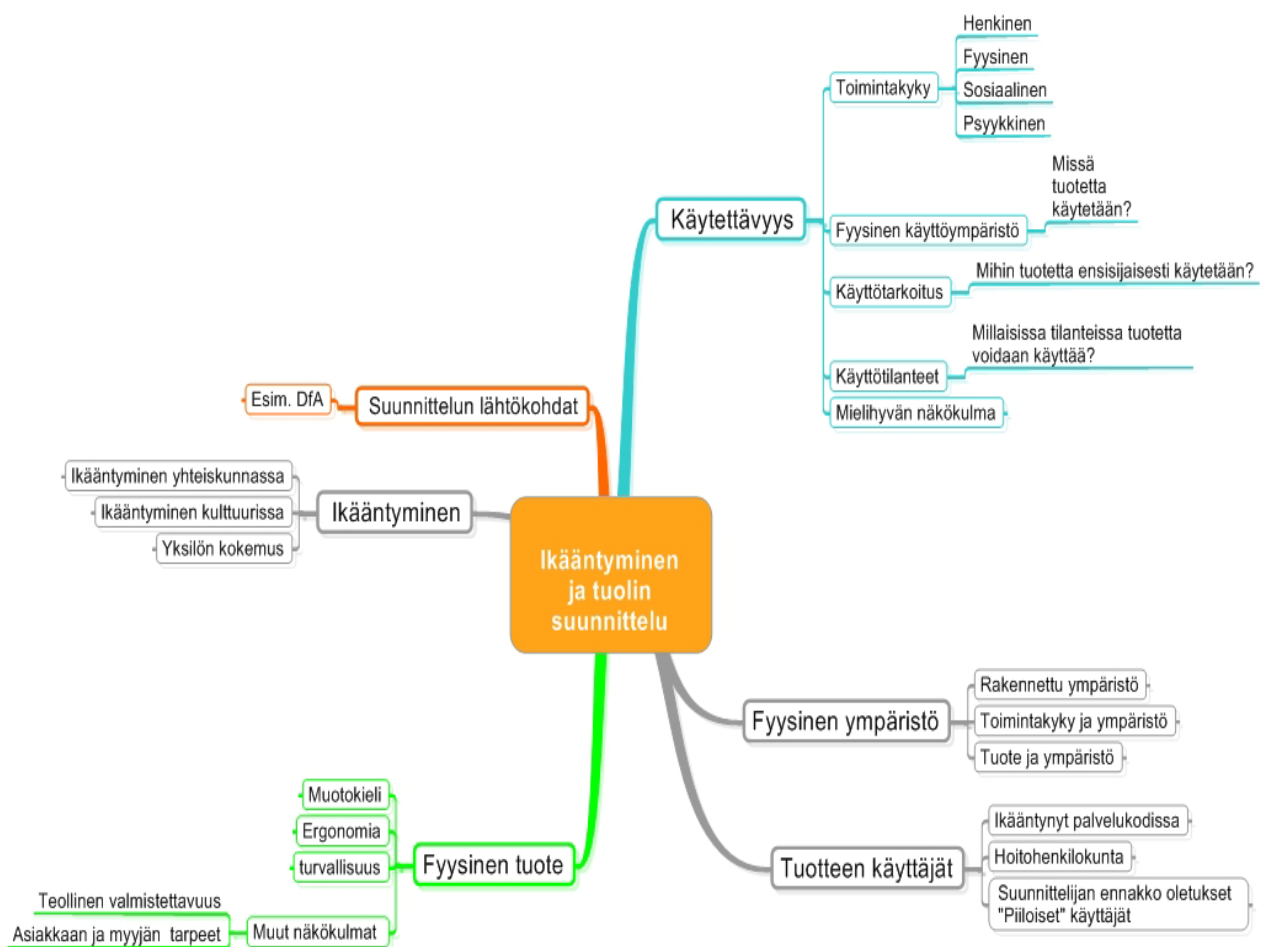 Henkinen
Fyysinen
Toimintakyky
Sosiaalinen
Psyykkinen
Missä
tuotetta
käytetään?
Käytettävyys
Fyysinen käyttöympäristö
Mihin tuotetta ensisijaisesti käytetään?
Käyttötarkoitus
Millaisissa tilanteissa tuotetta
voidaan käyttää?
Käyttötilanteet
Mielihyvän näkökulma
Esim. DfA
Suunnittelun lähtökohdat
Ikääntyminen yhteiskunnassa
Ikääntyminen kulttuurissa
Yksilön kokemus
Ikääntyminen
Ikääntyminen
ja tuolin
suunnittelu
Fyysinen ympäristö
Rakennettu ympäristö
Toimintakyky ja ympäristö
Tuote ja ympäristö
Muotokieli
Ergonomia
turvallisuus
Fyysinen tuote
Teollinen valmistettavuus
Asiakkaan ja myyjän tarpeet
Muut näkökulmat
Tuotteen käyttäjät
Ikääntynyt palvelukodissa
Hoitohenkilokunta
Suunnittelijan ennakko oletukset
"Piiloiset" käyttäjät